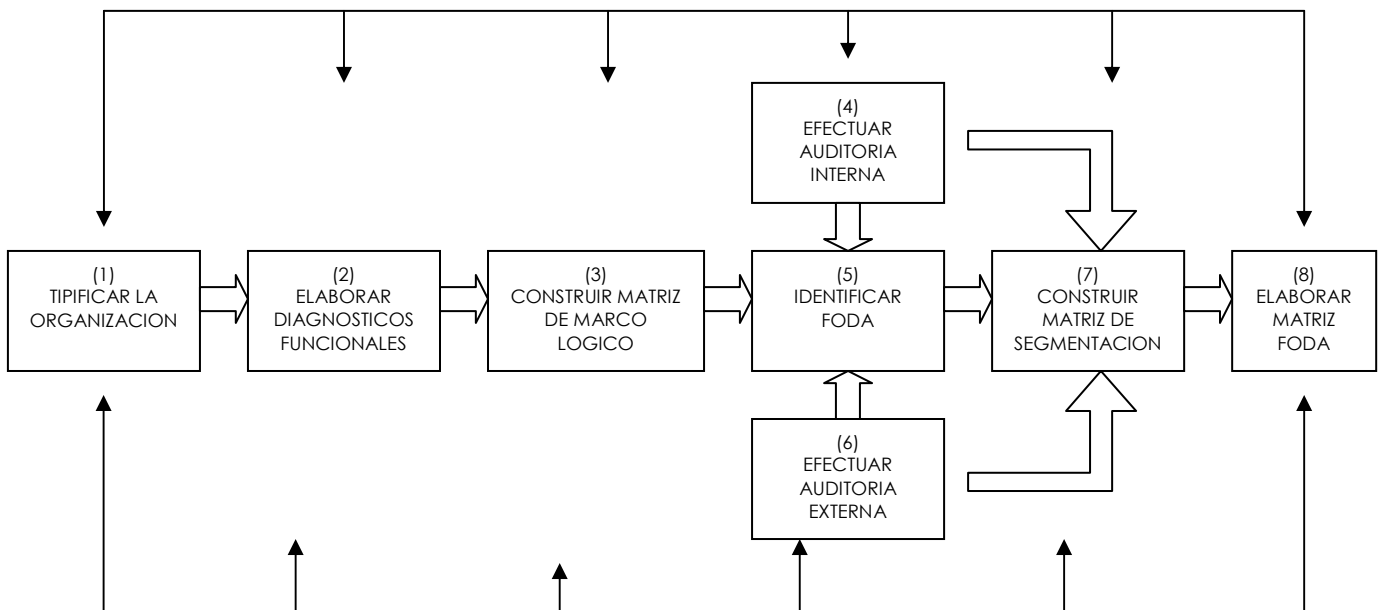 (4)
EFECTUAR
AUDITORIA
INTERNA
(1)
TIPIFICAR LA
ORGANIZACION
(2)
ELABORAR
DIAGNOSTICOS
FUNCIONALES
(3)
CONSTRUIR MATRIZ
DE MARCO
LOGICO
(5)
IDENTIFICAR
FODA
(7)
CONSTRUIR
MATRIZ DE
SEGMENTACION
(8)
ELABORAR
MATRIZ
FODA
(6)
EFECTUAR
AUDITORIA
EXTERNA